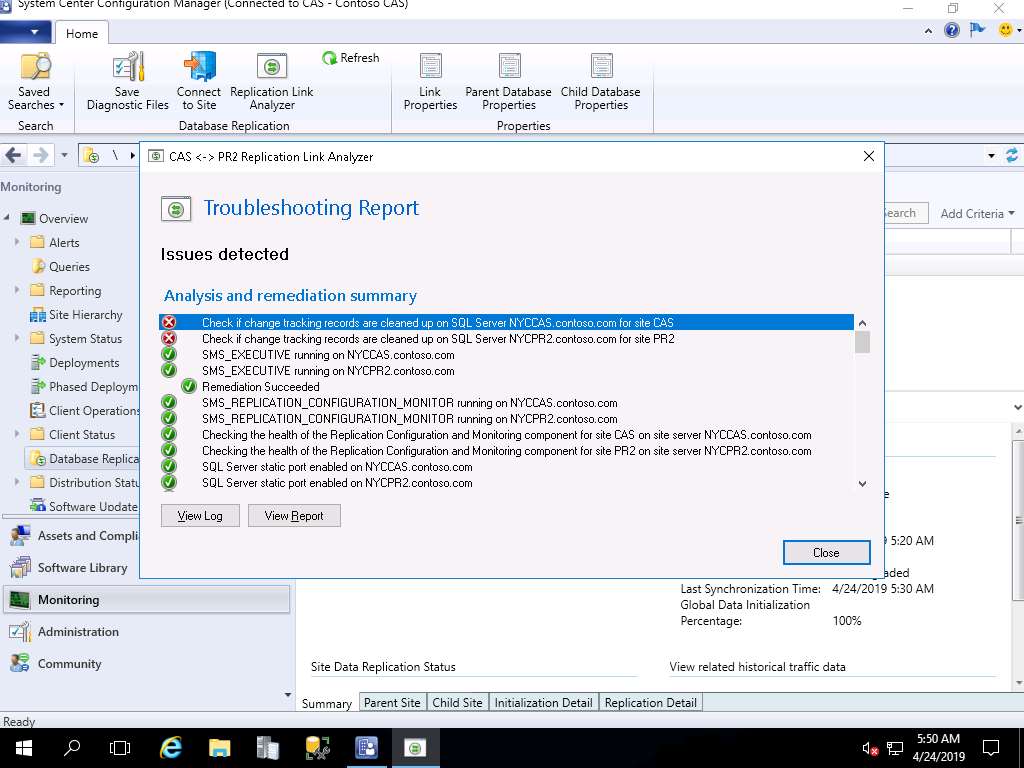 System Center Configuration Manager (Connected to CAS - Contoso CAS)
Home
Saved Searches
Save Diagnostic Files
Connect to Site
Replication Link Analyzer
Refresh
Link Properties
Parent Database Properties
Child Database Properties
Search
Database Replication
Properties
\
CAS <-> PR2 Replication Link Analyzer
Monitoring
Overview
Alerts
Queries
Reporting
Site Hierarchy
System Status
Deployments
Phased Deploym
Client Operations
Client Status
Database Replica
Distribution Statu
Software Update
Assets and Compli
Software Library
Monitoring
Administration
Community
Troubleshooting Report
Issues detected
Analysis and remediation summary
Check if change tracking records are cleaned up on SQL Server NYCCAS.contoso.com for site CAS
Check if change tracking records are cleaned up on SQL Server NYCPR2.contoso.com for site PR2
SMS_EXECUTIVE running on NYCCAS.contoso.com
SMS_EXECUTIVE running on NYCPR2.contoso.com
Remediation Succeeded
SMS_REPLICATION_CONFIGURATION_MONITOR running on NYCCAS.contoso.com
SMS_REPLICATION_CONFIGURATION_MONITOR running on NYCPR2.contoso.com
Checking the health of the Replication Configuration and Monitoring component for site CAS on site server NYCCAS.contoso.com
Checking the health of the Replication Configuration and Monitoring component for site PR2 on site server NYCPR2.contoso.com
SQL Server static port enabled on NYCCAS.contoso.com
SQL Server static port enabled on NYCPR2.contoso.com
View Log
View Report
Close
earch
Add Criteria
e
9 5:20 AM
aded
Last Synchronization Time: 4/24/2019 5:30 AM
Global Data Initialization
Percentage: 100%
Site Data Replication Status
View related historical traffic data
Summary
Parent Site
Child Site
Initialization Detail
Replication Detail
Ready
5:50 AM
4/24/2019